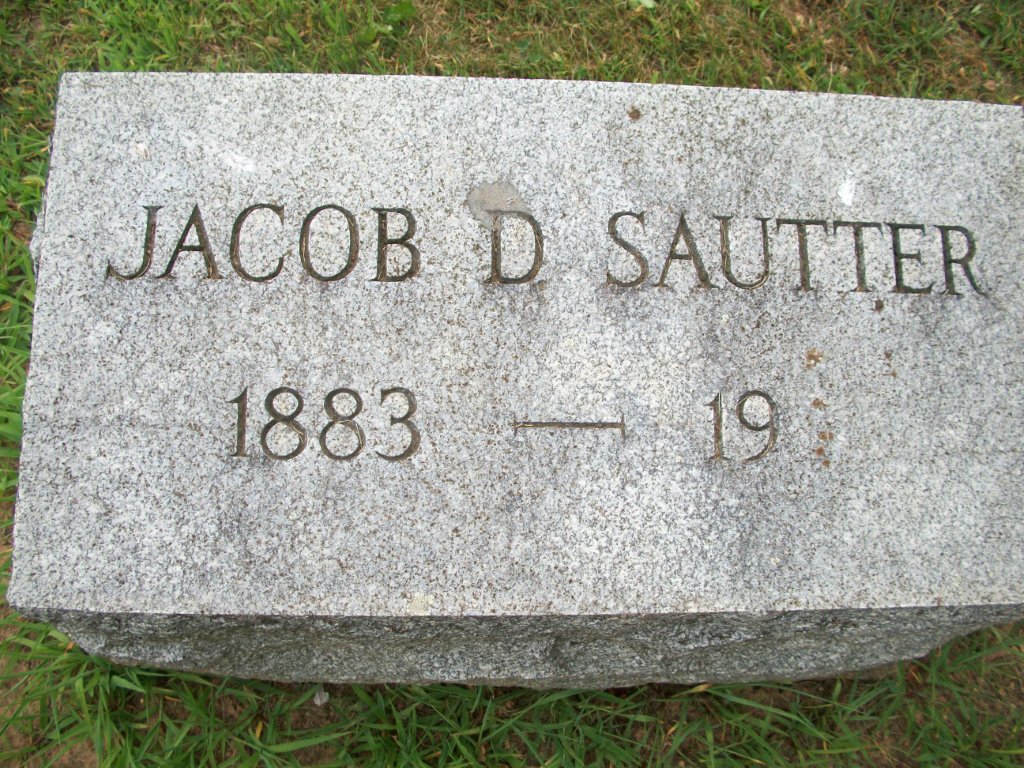 JACOB D. SAUTTER
1883 — 19